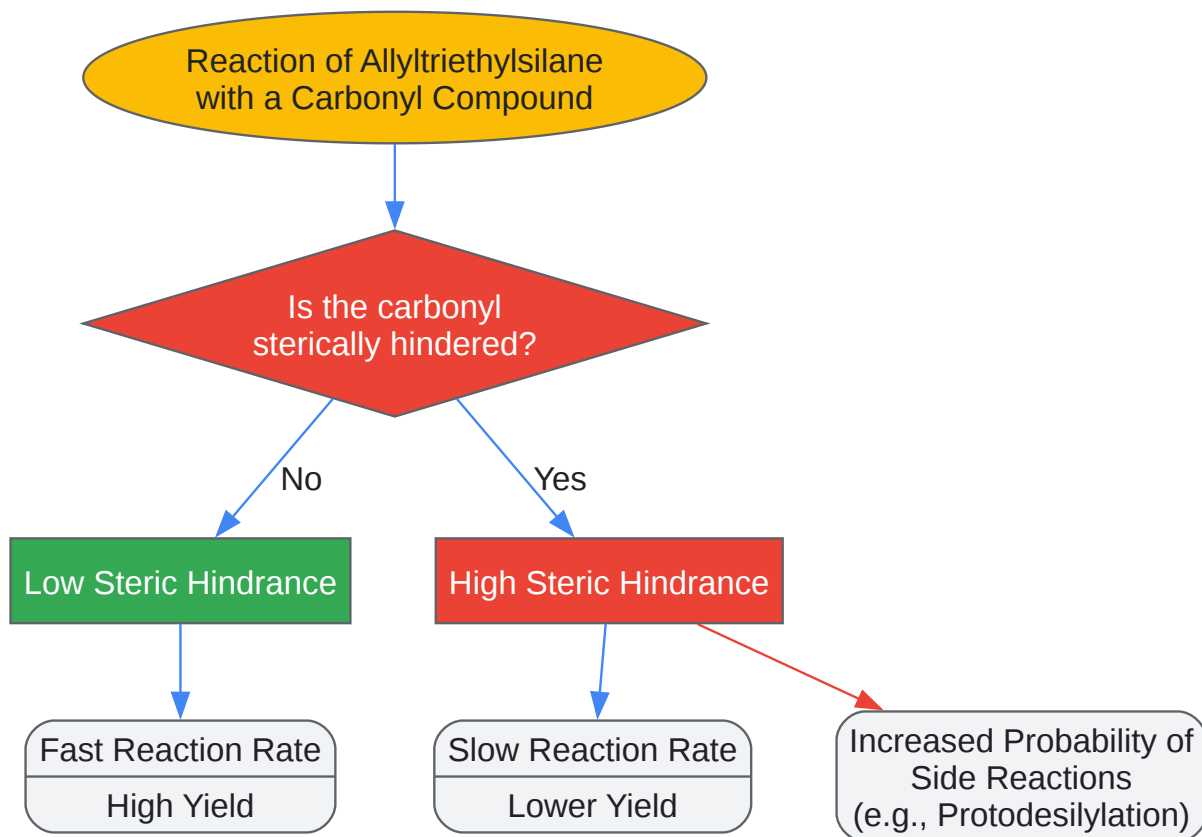 Reaction of Allyltriethylsilane
with a Carbonyl Compound
Is the carbonyl
sterically hindered?
No
Yes
Low Steric Hindrance
High Steric Hindrance
Fast Reaction Rate
High Yield
Slow Reaction Rate
Lower Yield
Increased Probability of
Side Reactions
(e.g., Protodesilylation)